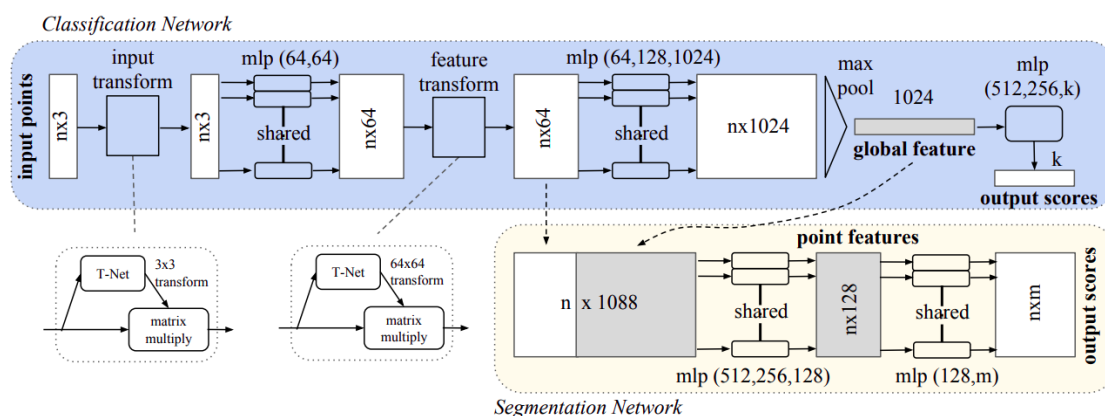 Classification Network
input points
nx3
input
transform
nx3
mlp (64,64)
shared
nx64
feature
transform
nx64
mlp (64,128,1024)
shared
nx1024
max
pool
1024
global feature
mlp
(512,256,k)
k
output scores
T-Net
3x3
transform
matrix
multiply
T-Net
64x64
transform
matrix
multiply
point features
n x 1088
shared
mlp (512,256,128)
nx128
shared
mlp (128,m)
nxm
output scores
Segmentation Network